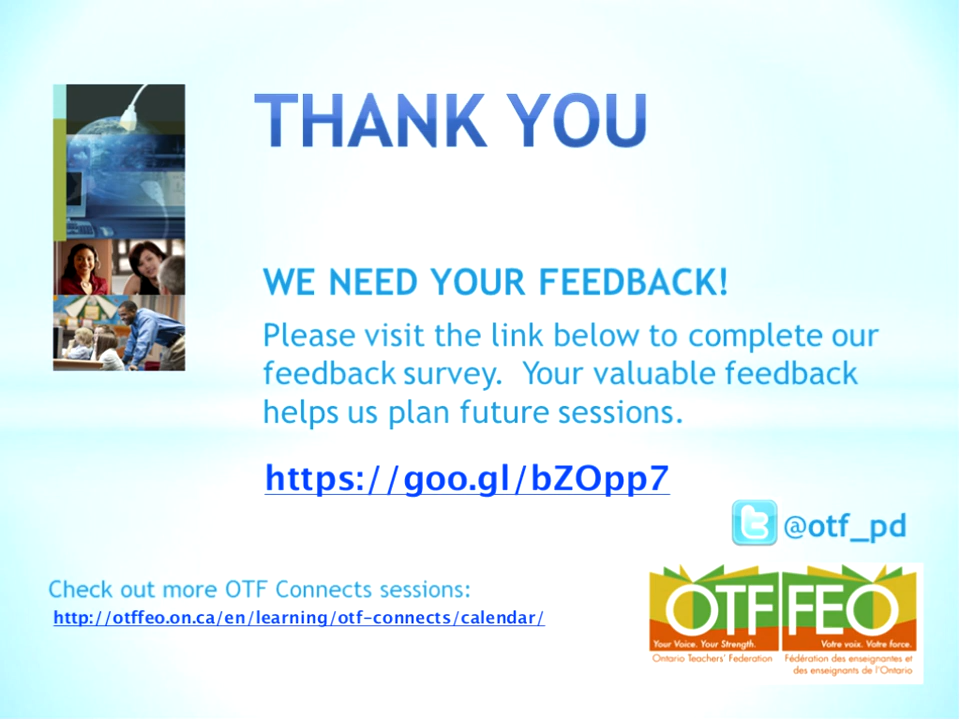 THANK YOU
WE NEED YOUR FEEDBACK!
Please visit the link below to complete our
feedback survey.  Your valuable feedback
helps us plan future sessions.
https://goo.gl/bZOpp7
@otf_pd
Check out more OTF Connects sessions:
http://otffeo.on.ca/en/learning/otf-connects/calendar/
OTF FEO
Your Voice. Your Strength. Votre voix. Votre force.
Ontario Teachers' Federation Fédération des enseignantes et
des enseignants de l'Ontario